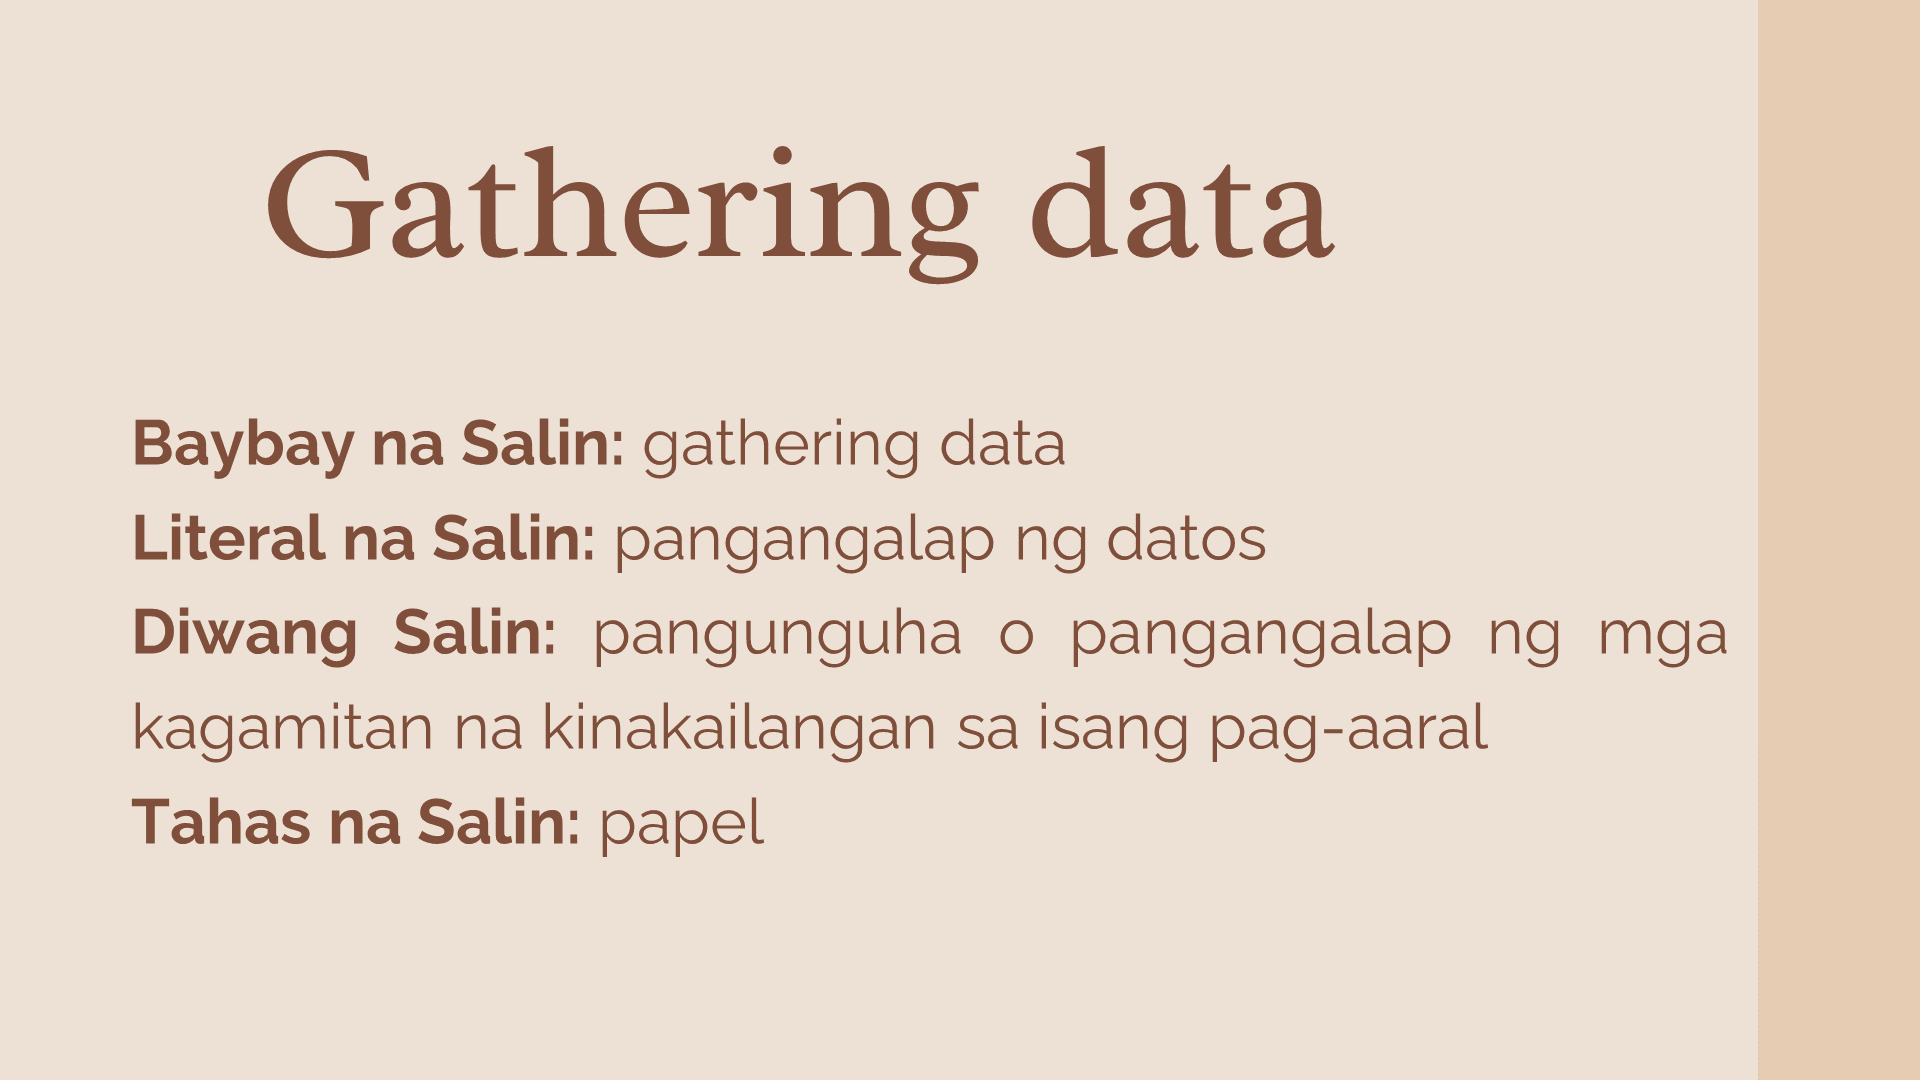 Gathering data
Baybay na Salin: gathering data
Literal na Salin: pangangalap ng datos
Diwang Salin: pangunguha o pangangalap ng mga
kagamitan na kinakailangan sa isang pag-aaral
Tahas na Salin: papel